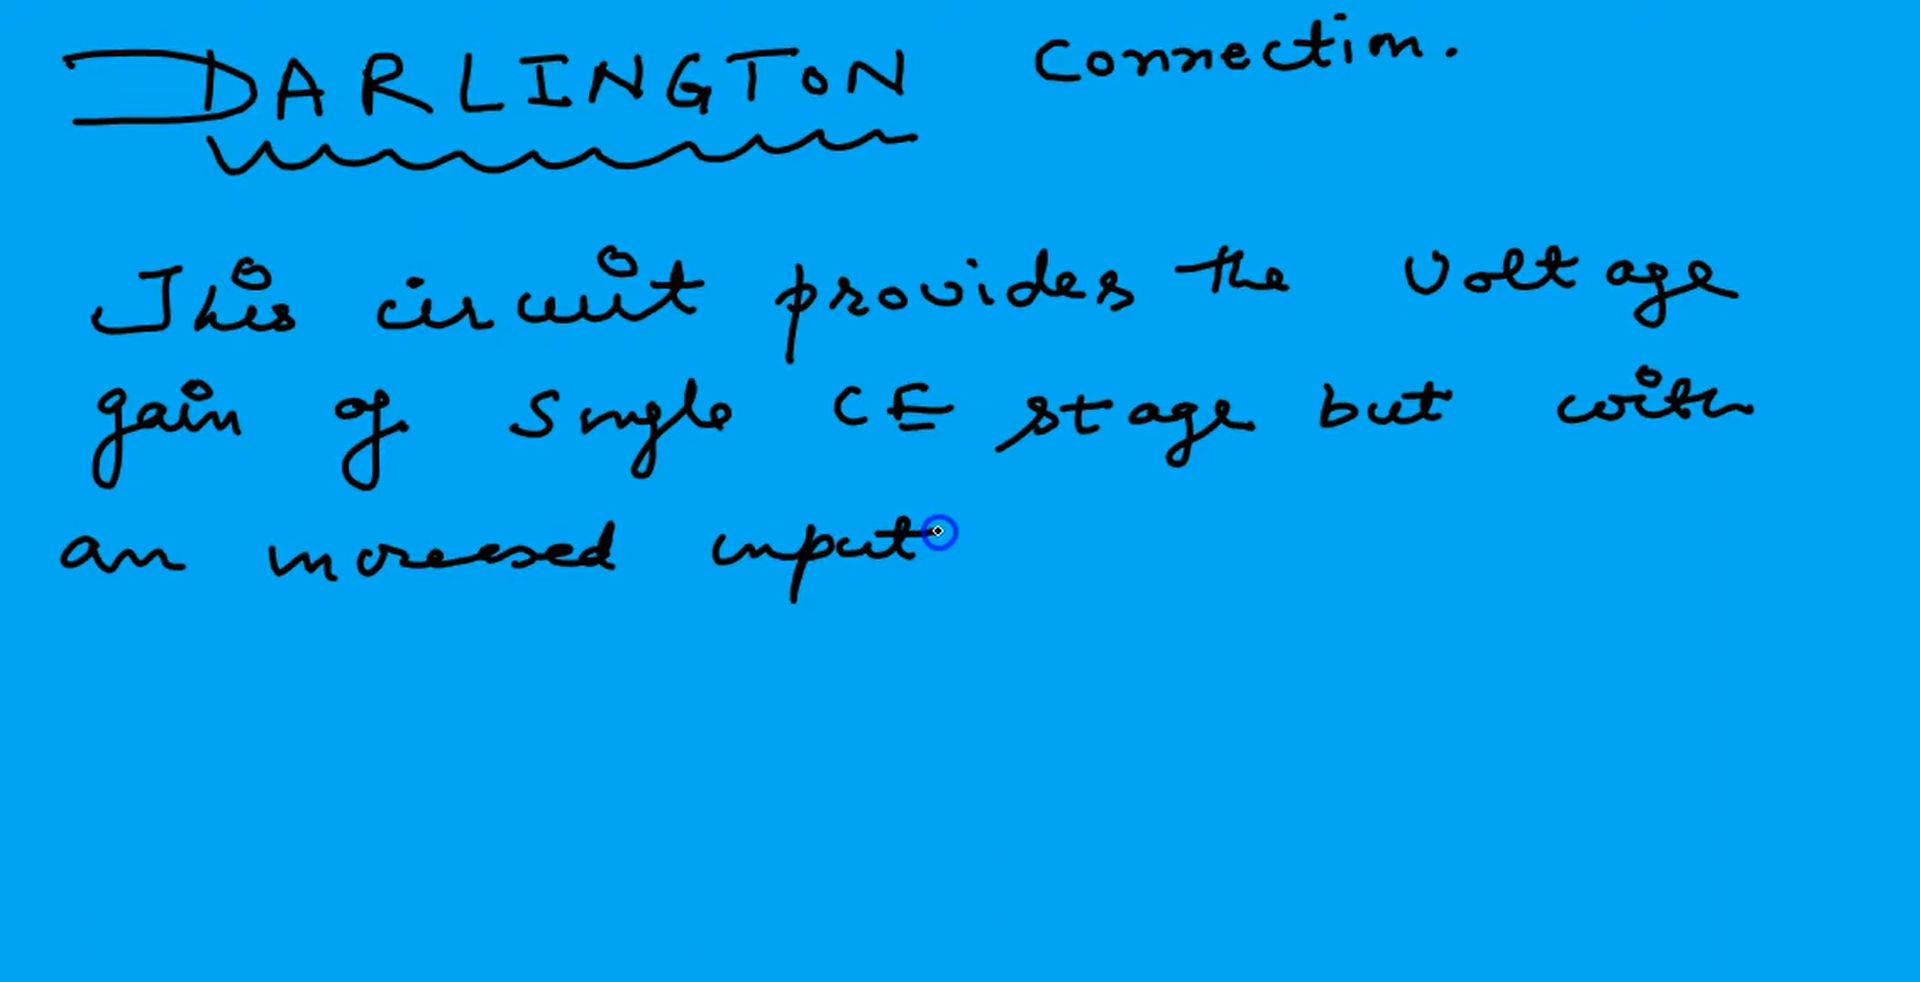 DARLINGTON Connection.
This circuit provides the voltage
gain of single CE stage but with
an increased input